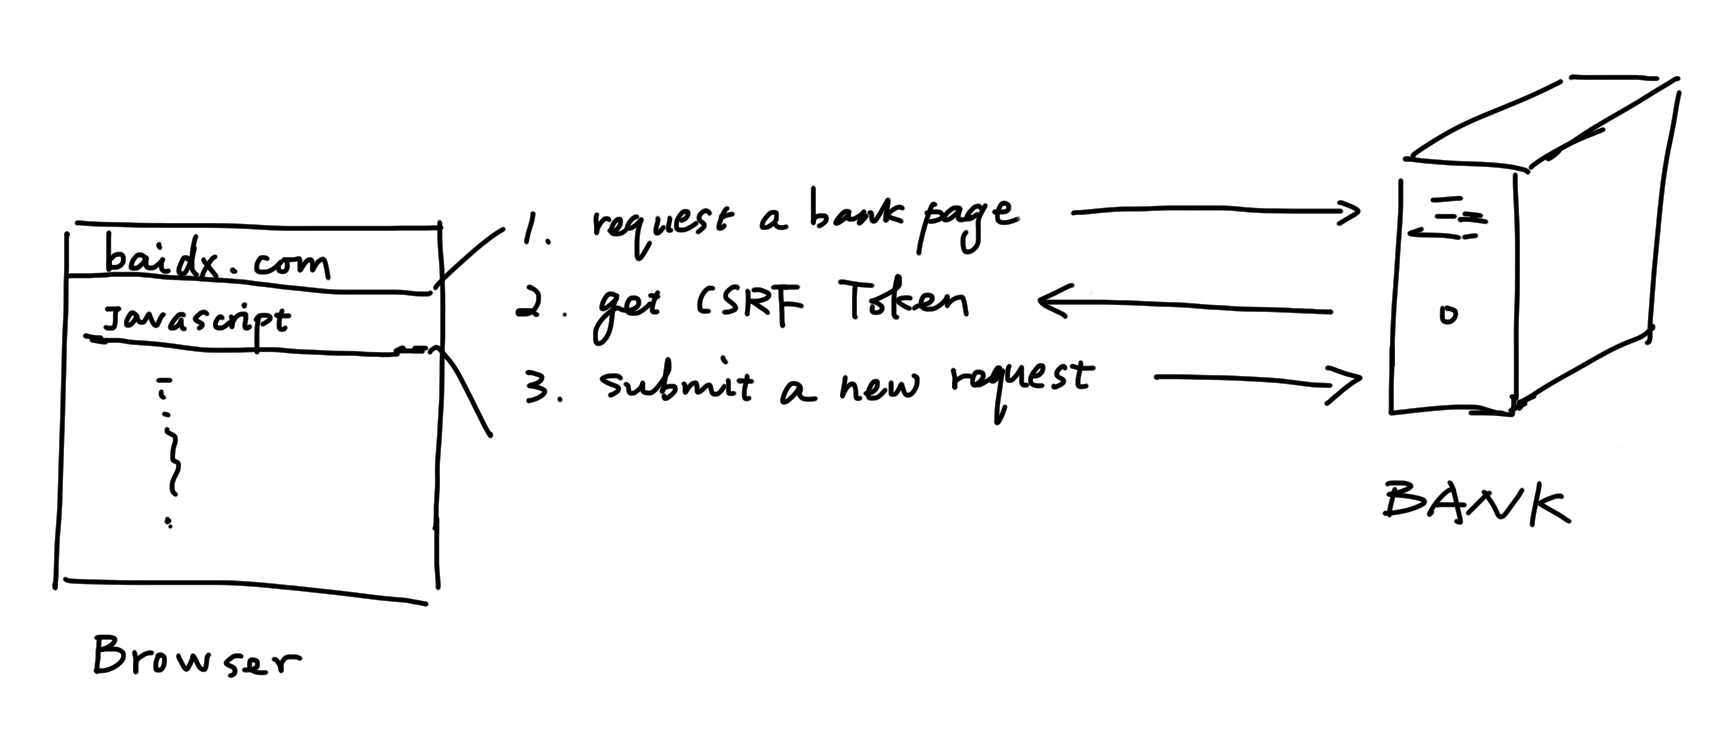 baidx.com
Javascript
1. request a bank page
2. get CSRF Token
3. submit a new request
BANK
Browser